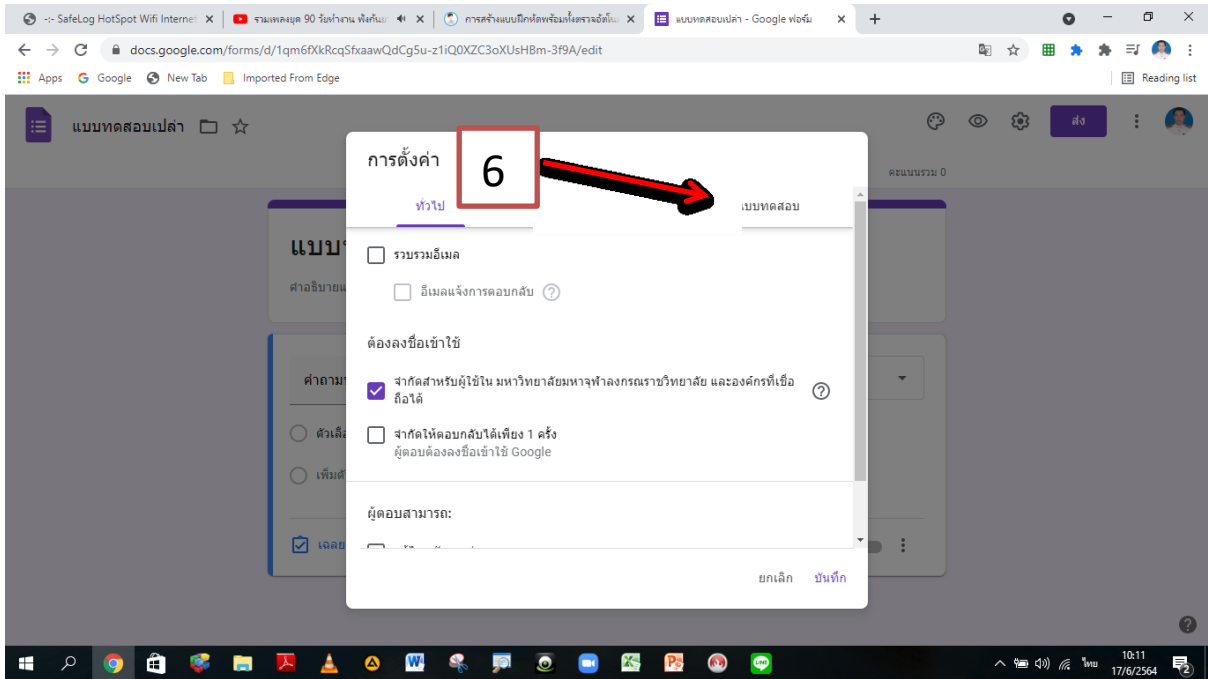 -:- SafeLog HotSpot Wifi Internet
รวมเพลงยุค 90 วัยทำงาน ฟังกันยา
การสร้างแบบฝึกหัดพร้อมทั้งตรวจอัตโนม
แบบทดสอบเปล่า - Google ฟอร์ม
docs.google.com/forms/d/1qm6fXkRcqSfxaawQdCg5u-z1iQ0XZC3oXUsHBm-3f9A/edit
Apps Google New Tab Imported From Edge Reading list
แบบทดสอบเปล่า
ส่ง
การตั้งค่า
6
คะแนนรวม 0
ทั่วไป
แบบทดสอบ
แบบท
รวบรวมอีเมล
คำอธิบายแ
อีเมลแจ้งการตอบกลับ
ต้องลงชื่อเข้าใช้
คำถามท
จำกัดสำหรับผู้ใช้ใน มหาวิทยาลัยมหาจุฬาลงกรณราชวิทยาลัย และองค์กรที่เชื่อ
ถือได้
ตัวเลือ
จำกัดให้ตอบกลับได้เพียง 1 ครั้ง
ผู้ตอบต้องลงชื่อเข้าใช้ Google
เพิ่มตั
ผู้ตอบสามารถ:
เฉลย
ยกเลิก บันทึก
ไทย
10:11
17/6/2564